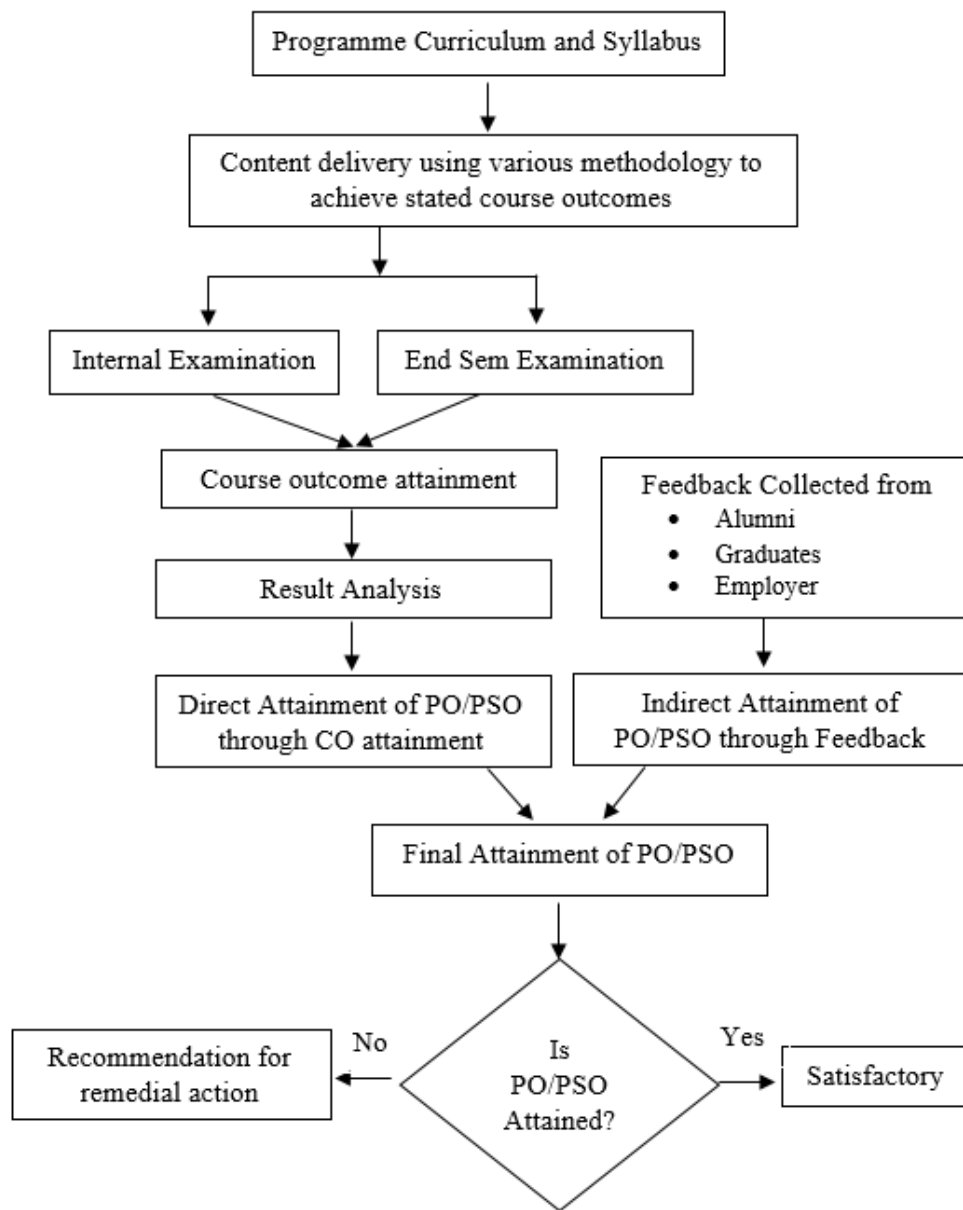 Programme Curriculum and Syllabus
Content delivery using various methodology to
achieve stated course outcomes
Internal Examination
End Sem Examination
Course outcome attainment
Feedback Collected from
• Alumni
• Graduates
• Employer
Result Analysis
Direct Attainment of PO/PSO
through CO attainment
Indirect Attainment of
PO/PSO through Feedback
Final Attainment of PO/PSO
No
Yes
Recommendation for
remedial action
Is
PO/PSO
Attained?
Satisfactory